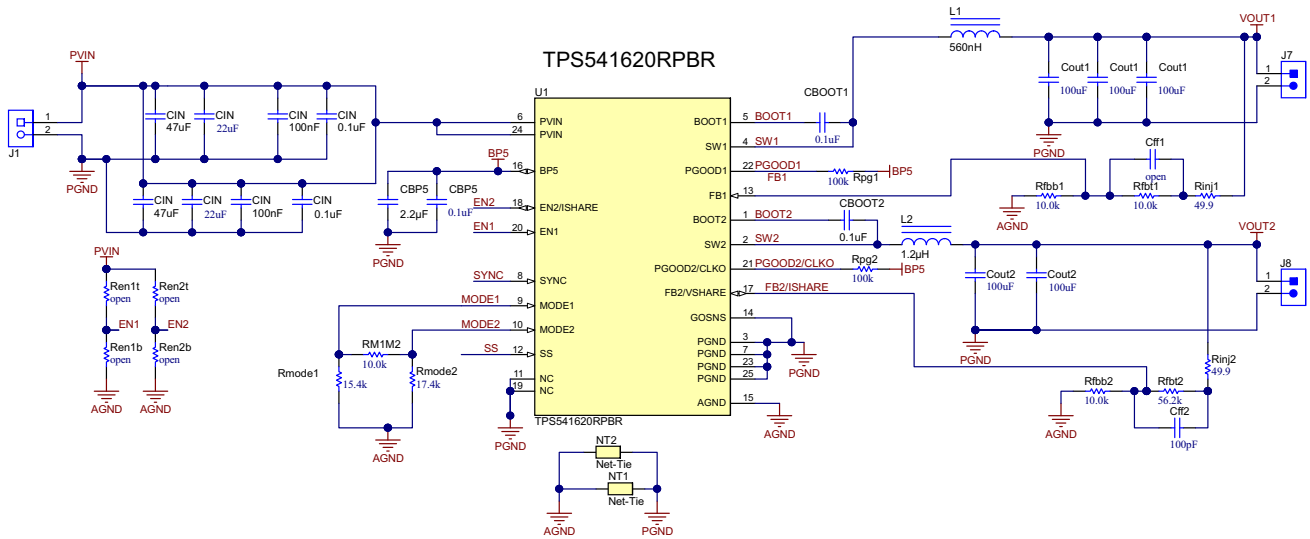 TPS541620RPBR
PVIN
J1
1
2
PGND
CIN
47uF
CIN
22uF
CIN
100nF
CIN
0.1uF
CIN
47uF
CIN
22uF
CIN
100nF
CIN
0.1uF
PVIN
Ren1t
open
Ren2t
open
EN1
EN2
Ren1b
open
Ren2b
open
AGND
AGND
BP5
CBP5
2.2µF
CBP5
0.1uF
PGND
EN2
EN1
SYNC
MODE1
MODE2
SS
RM1M2
10.0k
Rmode1
15.4k
Rmode2
17.4k
AGND
PGND
U1
6 PVIN
24 PVIN
16 BP5
18 EN2/ISHARE
20 EN1
8 SYNC
9 MODE1
10 MODE2
12 SS
11 NC
19 NC
BOOT1 5 BOOT1
SW1 4 SW1
PGOOD1 22 PGOOD1
FB1 13 FB1
BOOT2 1 BOOT2
SW2 2 SW2
PGOOD2/CLKO 21 PGOOD2/CLKO
FB2/VSHARE 17 FB2/ISHARE
GOSNS 14
PGND 3
PGND 7
PGND 23
PGND 25
AGND 15
TPS541620RPBR
PGND
AGND
NT2
Net-Tie
NT1
Net-Tie
AGND
PGND
CBOOT1
0.1uF
L1
560nH
100k
Rpg1
BP5
CBOOT2
0.1uF
L2
1.2µH
Rpg2
100k
BP5
VOUT1
Cout1
100uF
Cout1
100uF
Cout1
100uF
PGND
J7
1
2
Cff1
open
Rfbb1
10.0k
Rfbt1
10.0k
Rinj1
49.9
AGND
VOUT2
Cout2
100uF
Cout2
100uF
PGND
J8
1
2
Rinj2
49.9
Rfbb2
10.0k
Rfbt2
56.2k
Cff2
100pF
AGND